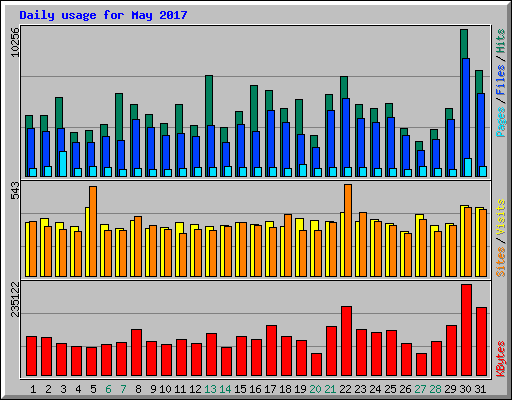 Daily usage for May 2017
10256
Pages / Files / Hits
543
Sites / Visits
235122
KBytes
1 2 3 4 5 6 7 8 9 10 11 12 13 14 15 16 17 18 19 20 21 22 23 24 25 26 27 28 29 30 31